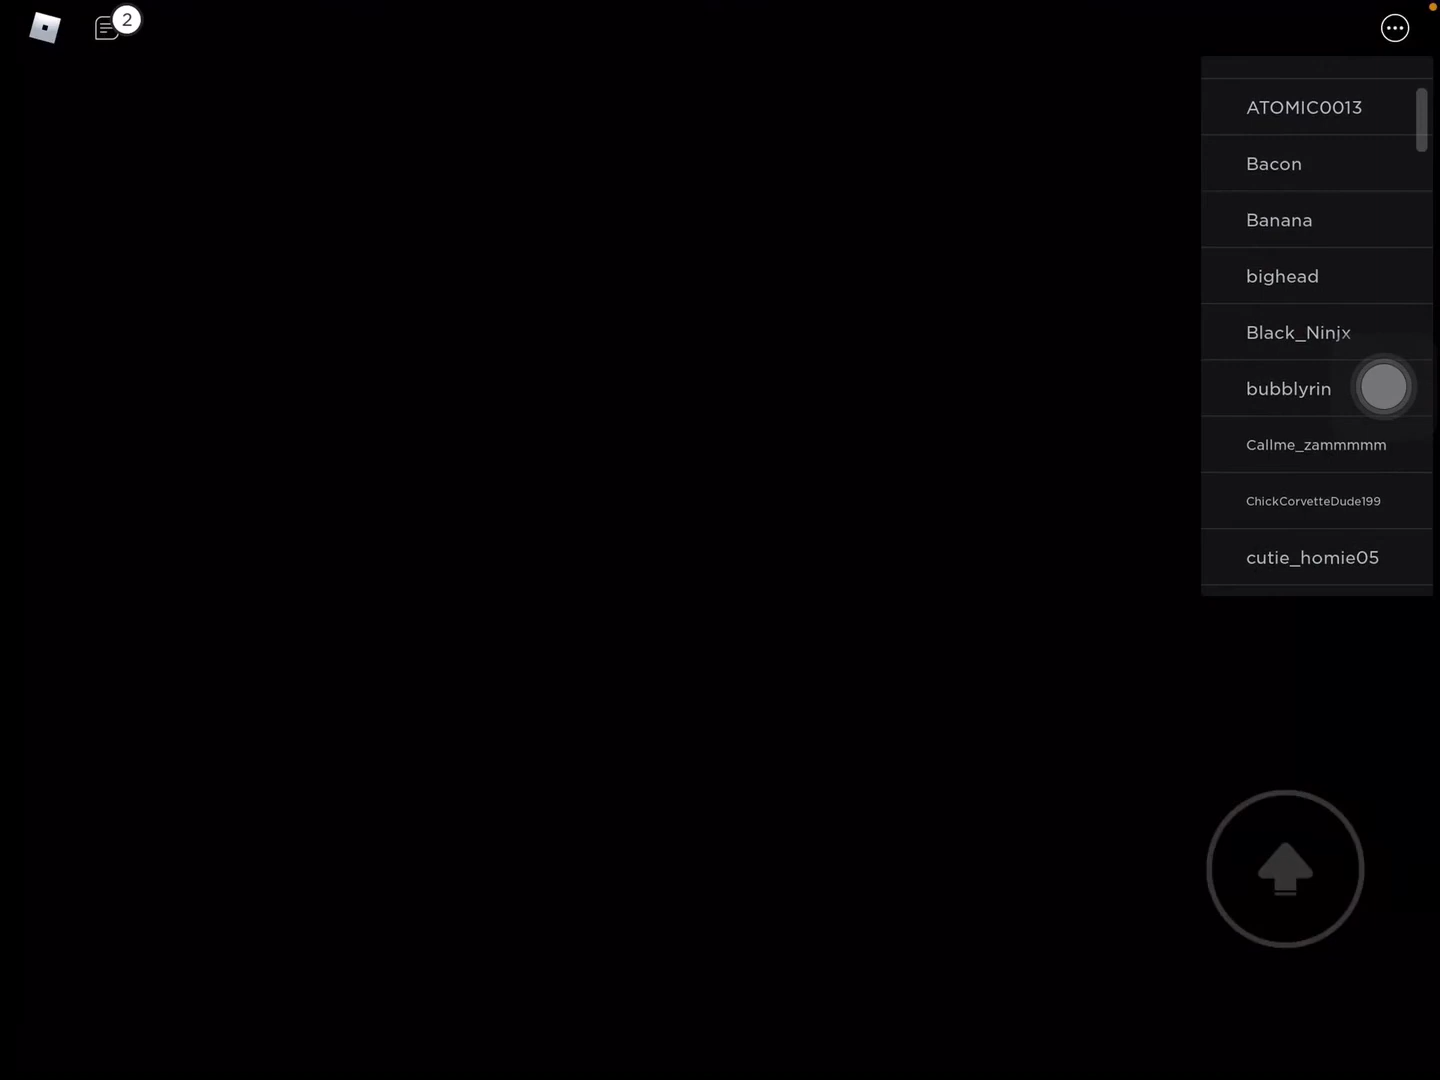 2
ATOMIC0013
Bacon
Banana
bighead
Black_Ninjx
bubblyrin
Callme_zammmmm
ChickCorvetteDude199
cutie_homie05